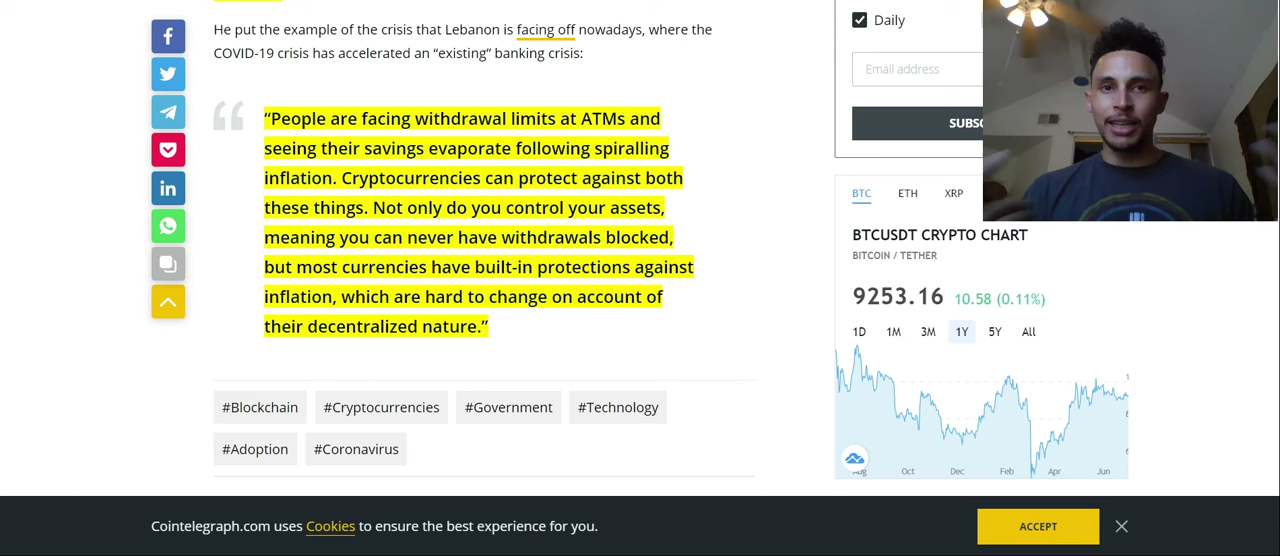 He put the example of the crisis that Lebanon is facing off nowadays, where the
COVID-19 crisis has accelerated an “existing” banking crisis:
“People are facing withdrawal limits at ATMs and
seeing their savings evaporate following spiralling
inflation. Cryptocurrencies can protect against both
these things. Not only do you control your assets,
meaning you can never have withdrawals blocked,
but most currencies have built-in protections against
inflation, which are hard to change on account of
their decentralized nature.”
#Blockchain #Cryptocurrencies #Government #Technology
#Adoption #Coronavirus
Daily
Email address
BTC ETH XRP
BTCUSDT CRYPTO CHART
BITCOIN / TETHER
9253.16 10.58 (0.11%)
1D 1M 3M 1Y 5Y All
Oct Dec Feb Apr Jun
Cointelegraph.com uses Cookies to ensure the best experience for you.
ACCEPT